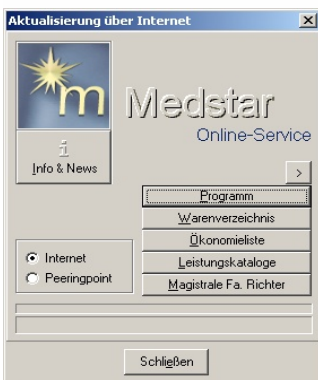 Aktualisierung über Internet
m
Medstar
Online-Service
i
Info & News
>
Programm
Warenverzeichnis
Ökonomieliste
Internet
Leistungskataloge
Peeringpoint
Magistrale Fa. Richter
Schließen